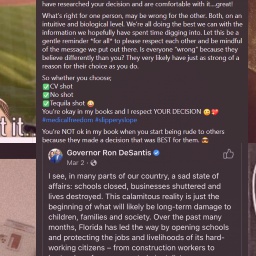 have researched your decision and are comfortable with it....great!
What's right for one person, may be wrong for the other. Both, on an
intuitive and biological level. We're all doing the best we can with the
information we hopefully have spent time digging into. Let this be a
gentle reminder *for all* to please respect each other and be mindful
of the message we put out there. Is everyone “wrong” because they
believe differently than you? They very likely have just as strong of a
reason for their choice as you do.
So whether you choose;
✅CV shot
✅No shot
✅Tequila shot 😜
You're okay in my books and I respect YOUR DECISION
#medicalfreedom #slipperyslope
You're NOT ok in my book when you start being rude to others
because they made a decision that was BEST for them.
t it
Governor Ron DeSantis
Mar 2 ·
I see, in many parts of our country, a sad state of
affairs: schools closed, businesses shuttered and
lives destroyed. This calamitous reality is just the
beginning of what will likely be long-term damage to
children, families and society. Over the past many
months, Florida has led the way by opening schools
and protecting the jobs and livelihoods of its hard-
working citizens – from construction workers to